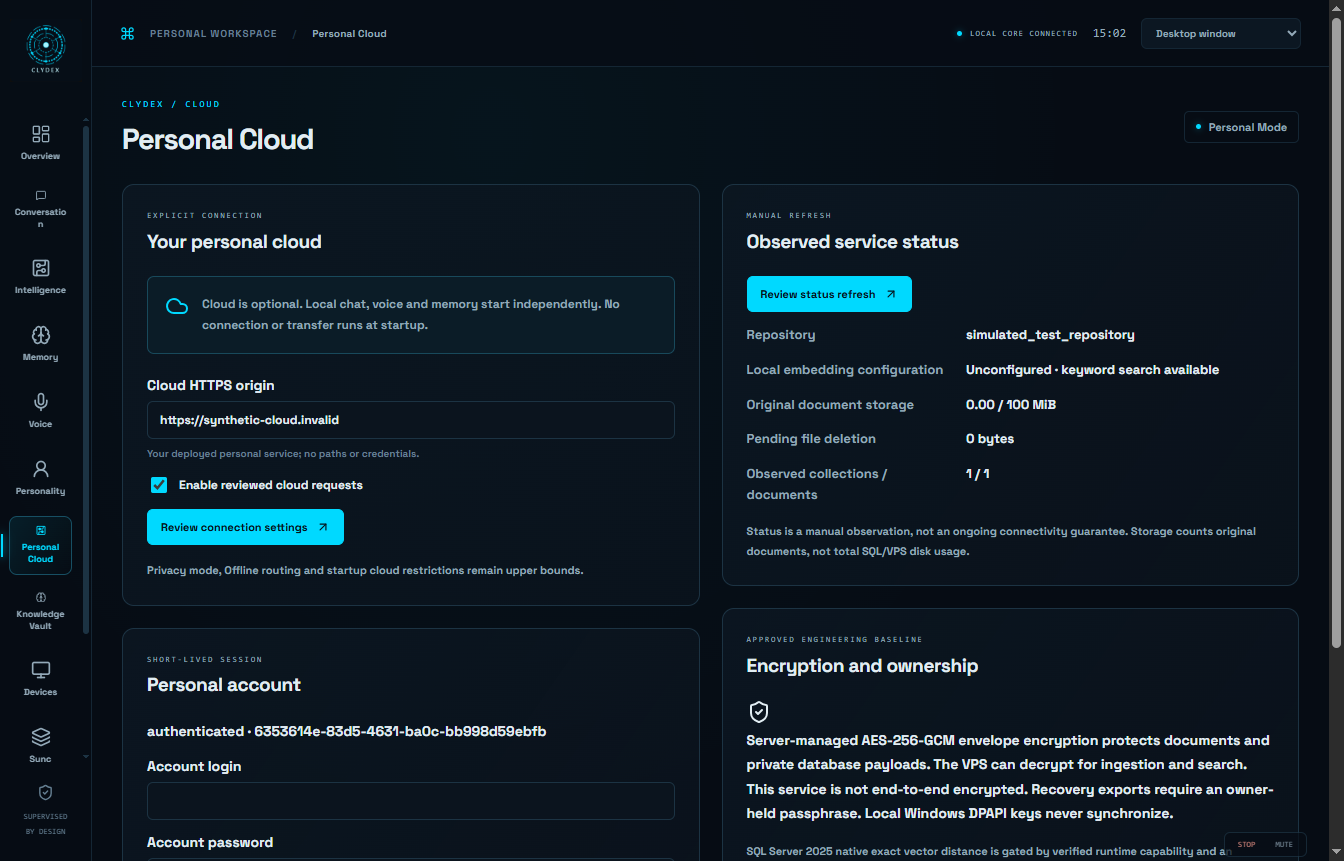 CLYDEX
Overview
Conversatio
n
Intelligence
Memory
Voice
Personality
Personal
Cloud
Knowledge
Vault
Devices
Sync
SUPERVISED
BY DESIGN
PERSONAL WORKSPACE / Personal Cloud
LOCAL CORE CONNECTED 15:02 Desktop window
CLYDEX / CLOUD
Personal Cloud
Personal Mode
EXPLICIT CONNECTION
Your personal cloud
Cloud is optional. Local chat, voice and memory start independently. No
connection or transfer runs at startup.
Cloud HTTPS origin
https://synthetic-cloud.invalid
Your deployed personal service; no paths or credentials.
Enable reviewed cloud requests
Review connection settings
Privacy mode, Offline routing and startup cloud restrictions remain upper bounds.
SHORT-LIVED SESSION
Personal account
authenticated · 6353614e-83d5-4631-ba0c-bb998d59ebfb
Account login
Account password
MANUAL REFRESH
Observed service status
Review status refresh
Repository simulated_test_repository
Local embedding configuration Unconfigured · keyword search available
Original document storage 0.00 / 100 MiB
Pending file deletion 0 bytes
Observed collections / 1 / 1
documents
Status is a manual observation, not an ongoing connectivity guarantee. Storage counts original
documents, not total SQL/VPS disk usage.
APPROVED ENGINEERING BASELINE
Encryption and ownership
Server-managed AES-256-GCM envelope encryption protects documents and
private database payloads. The VPS can decrypt for ingestion and search.
This service is not end-to-end encrypted. Recovery exports require an owner-
held passphrase. Local Windows DPAPI keys never synchronize.
SQL Server 2025 native exact vector distance is gated by verified runtime capability and an
STOP MUTE